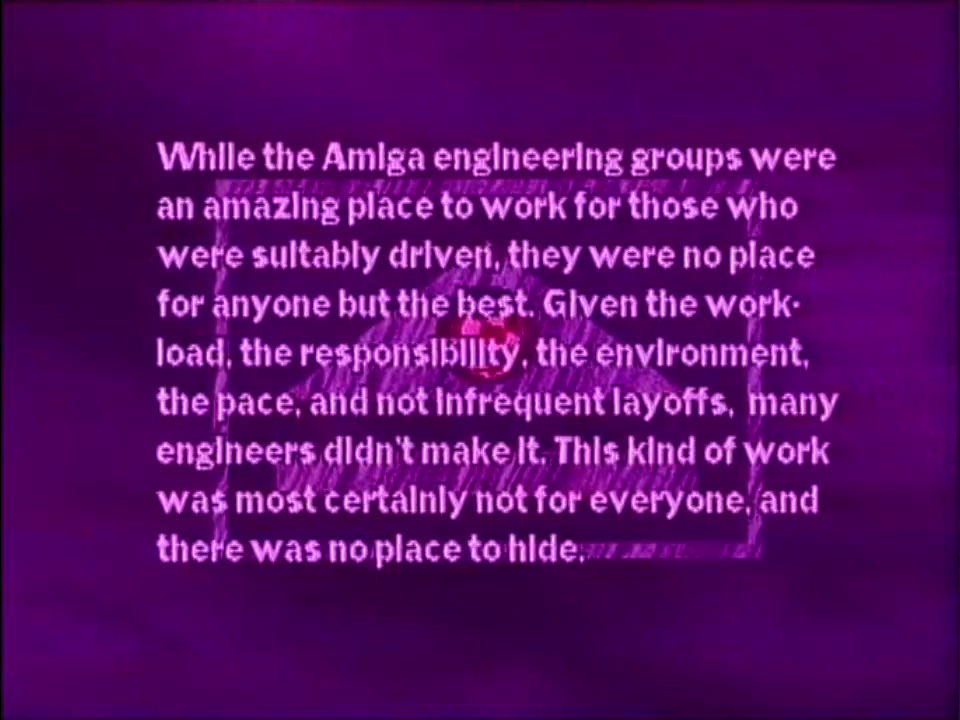 While the Amiga engineering groups were
an amazing place to work for those who
were suitably driven, they were no place
for anyone but the best. Given the work-
load, the responsibility, the environment,
the pace, and not infrequent layoffs, many
engineers didn't make it. This kind of work
was most certainly not for everyone, and
there was no place to hide.